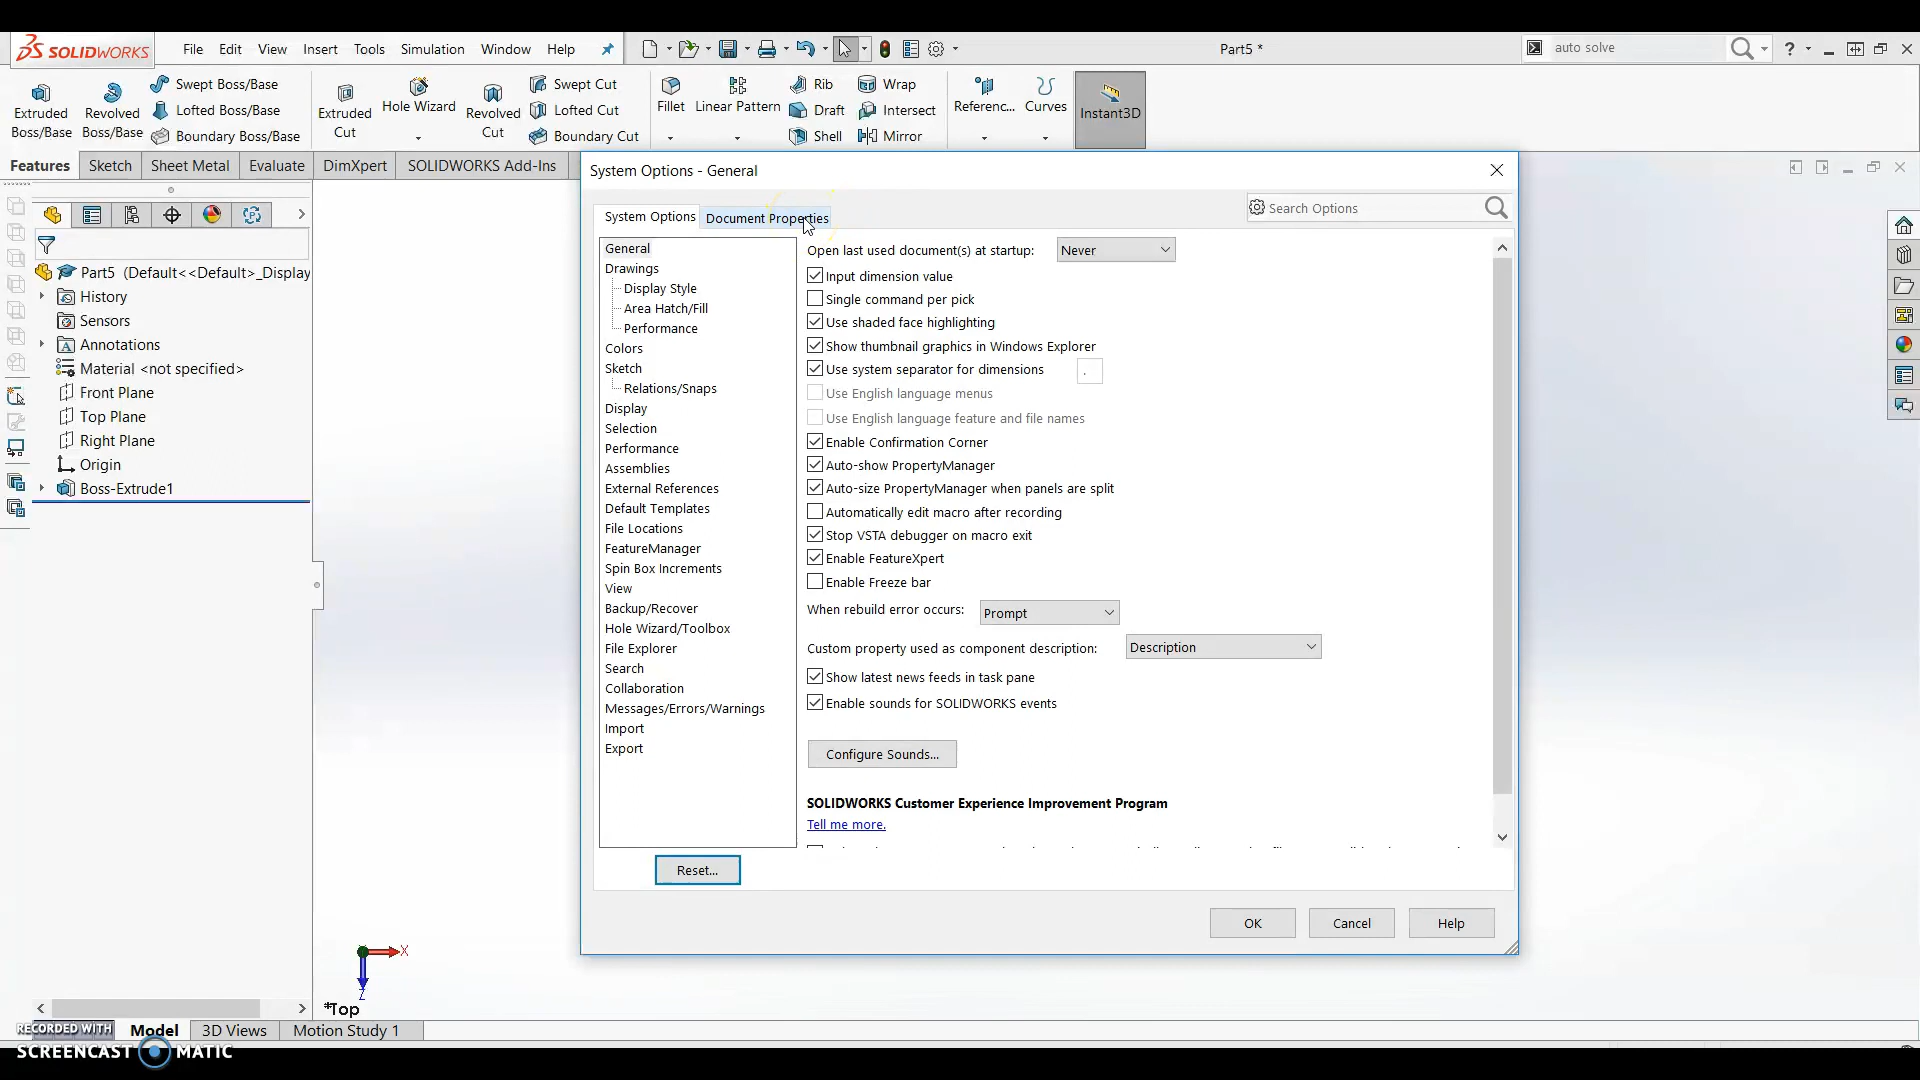 SOLIDWORKS File Edit View Insert Tools Simulation Window Help Part5 * auto solve
Extruded Boss/Base
Revolved Boss/Base
Swept Boss/Base
Lofted Boss/Base
Boundary Boss/Base
Extruded Cut
Hole Wizard
Revolved Cut
Swept Cut
Lofted Cut
Boundary Cut
Fillet
Linear Pattern
Rib
Draft
Shell
Wrap
Intersect
Mirror
Referenc...
Curves
Instant3D
Features Sketch Sheet Metal Evaluate DimXpert SOLIDWORKS Add-Ins
Part5 (Default<<Default>_Display
History
Sensors
Annotations
Material <not specified>
Front Plane
Top Plane
Right Plane
Origin
Boss-Extrude1
System Options - General
System Options Document Properties Search Options
General
Drawings
Display Style
Area Hatch/Fill
Performance
Colors
Sketch
Relations/Snaps
Display
Selection
Performance
Assemblies
External References
Default Templates
File Locations
FeatureManager
Spin Box Increments
View
Backup/Recover
Hole Wizard/Toolbox
File Explorer
Search
Collaboration
Messages/Errors/Warnings
Import
Export
Open last used document(s) at startup: Never
Input dimension value
Single command per pick
Use shaded face highlighting
Show thumbnail graphics in Windows Explorer
Use system separator for dimensions .
Use English language menus
Use English language feature and file names
Enable Confirmation Corner
Auto-show PropertyManager
Auto-size PropertyManager when panels are split
Automatically edit macro after recording
Stop VSTA debugger on macro exit
Enable FeatureXpert
Enable Freeze bar
When rebuild error occurs: Prompt
Custom property used as component description: Description
Show latest news feeds in task pane
Enable sounds for SOLIDWORKS events
Configure Sounds...
SOLIDWORKS Customer Experience Improvement Program
Tell me more.
Reset...
OK Cancel Help
X
Z
*Top
Model 3D Views Motion Study 1
RECORDED WITH
SCREENCAST MATIC